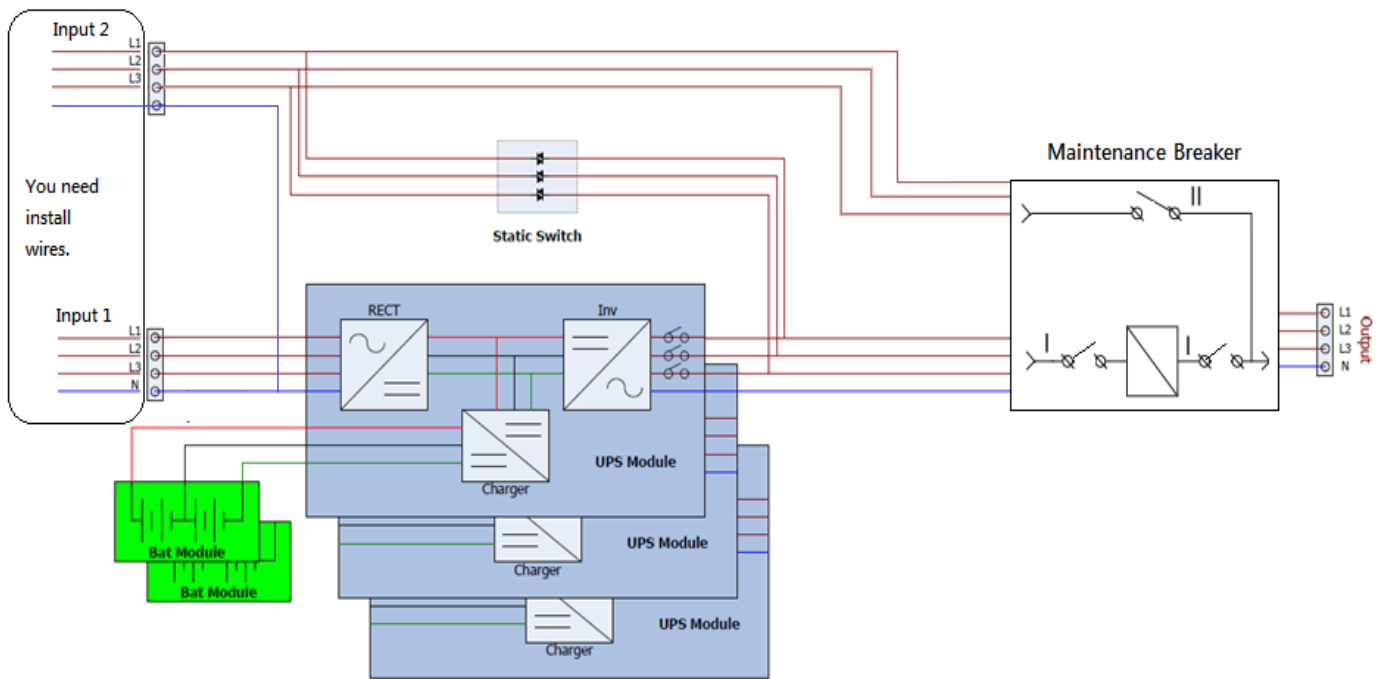 Input 2
L1
L2
L3
You need
install
wires.
Static Switch
Maintenance Breaker
II
I
I
L1
L2
L3
N
Output
Input 1
L1
L2
L3
N
RECT
Inv
Charger
UPS Module
Bat Module
Bat Module
Charger
UPS Module
Charger
UPS Module